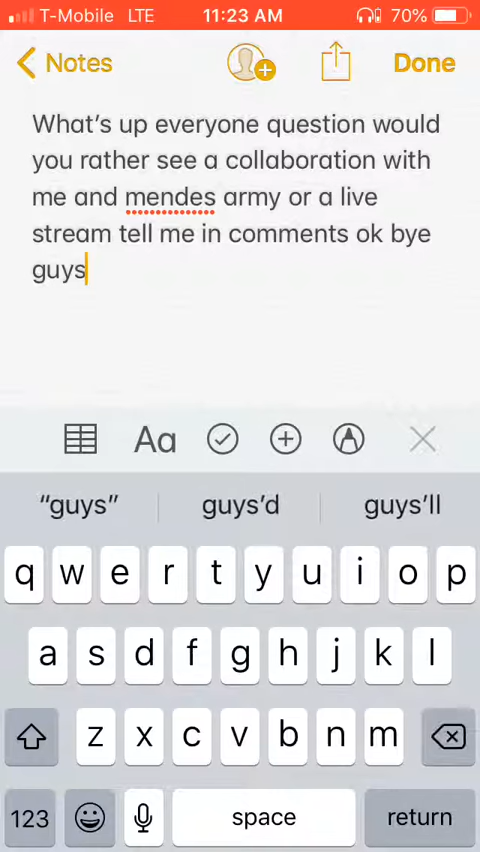 T-Mobile LTE 11:23 AM 70%
Notes Done
What's up everyone question would
you rather see a collaboration with
me and mendes army or a live
stream tell me in comments ok bye
guys
Aa
“guys” guys'd guys'll
q w e r t y u i o p
a s d f g h j k l
z x c v b n m
123 space return